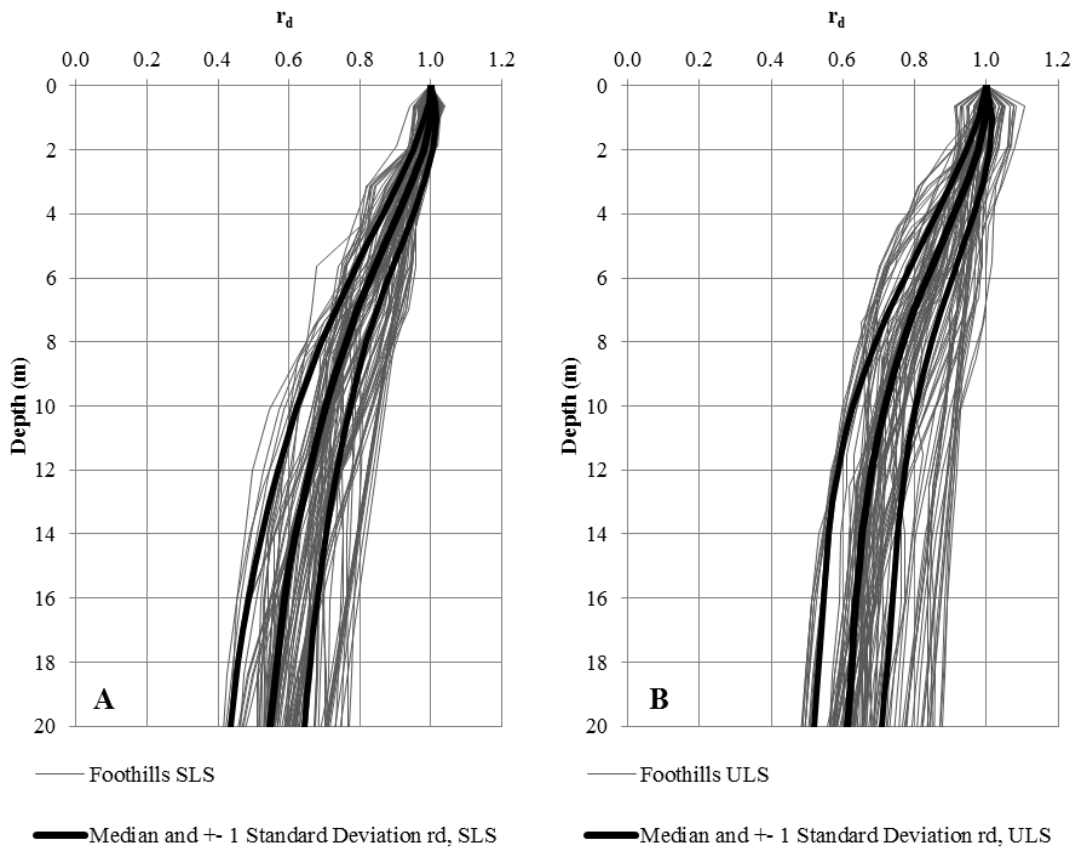 r_d
0.0 0.2 0.4 0.6 0.8 1.0 1.2
0
2
4
6
8
10
12
14
16
18
20
Depth (m)
A
Foothills SLS
Median and +- 1 Standard Deviation rd, SLS
r_d
0.0 0.2 0.4 0.6 0.8 1.0 1.2
0
2
4
6
8
10
12
14
16
18
20
Depth (m)
B
Foothills ULS
Median and +- 1 Standard Deviation rd, ULS